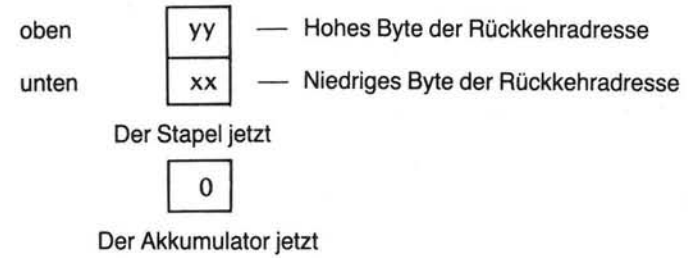 oben yy — Hohes Byte der Rückkehradresse
unten xx — Niedriges Byte der Rückkehradresse
Der Stapel jetzt
0
Der Akkumulator jetzt